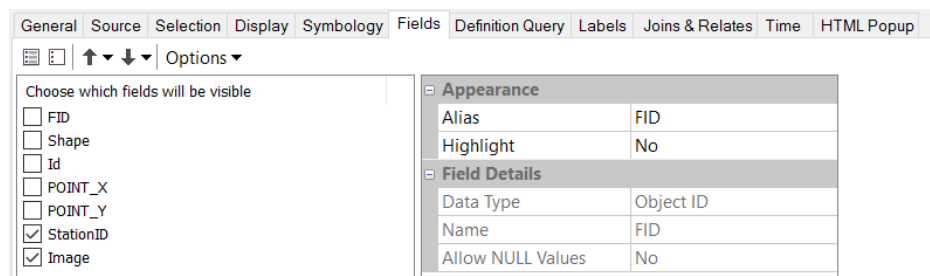 General Source Selection Display Symbology Fields Definition Query Labels Joins & Relates Time HTML Popup
Options
Choose which fields will be visible
FID
Shape
Id
POINT_X
POINT_Y
StationID
Image
Appearance
Alias FID
Highlight No
Field Details
Data Type Object ID
Name FID
Allow NULL Values No